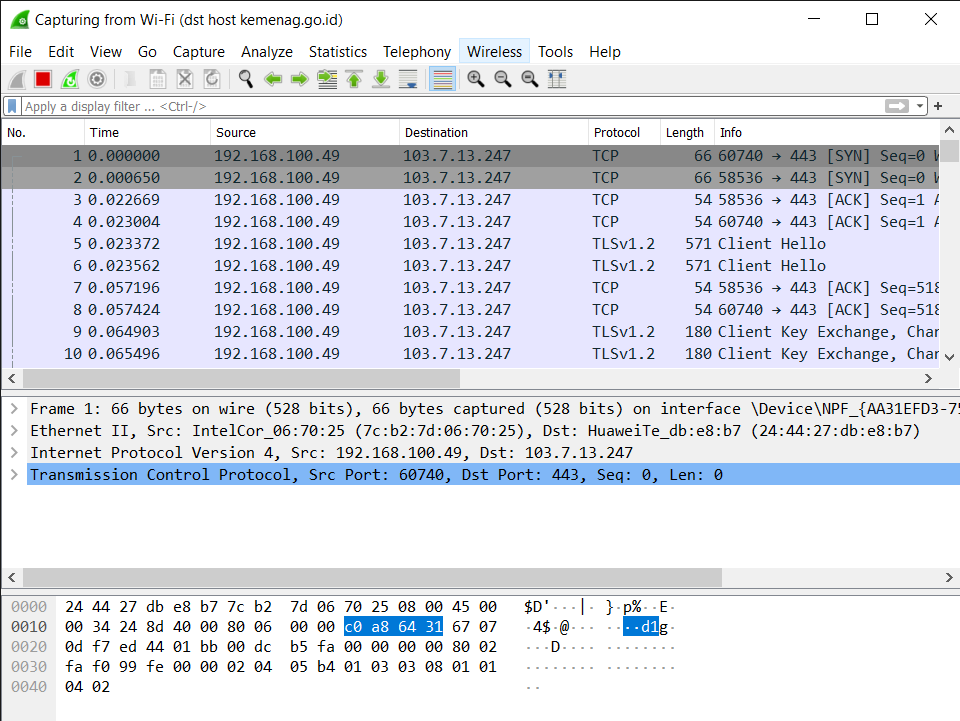 Capturing from Wi-Fi (dst host kemenag.go.id)
File Edit View Go Capture Analyze Statistics Telephony Wireless Tools Help
Apply a display filter ... <Ctrl-/>
No. Time Source Destination Protocol Length Info
1 0.000000 192.168.100.49 103.7.13.247 TCP 66 60740 → 443 [SYN] Seq=0 W
2 0.000650 192.168.100.49 103.7.13.247 TCP 66 58536 → 443 [SYN] Seq=0 W
3 0.022669 192.168.100.49 103.7.13.247 TCP 54 58536 → 443 [ACK] Seq=1 A
4 0.023004 192.168.100.49 103.7.13.247 TCP 54 60740 → 443 [ACK] Seq=1 A
5 0.023372 192.168.100.49 103.7.13.247 TLSv1.2 571 Client Hello
6 0.023562 192.168.100.49 103.7.13.247 TLSv1.2 571 Client Hello
7 0.057196 192.168.100.49 103.7.13.247 TCP 54 58536 → 443 [ACK] Seq=518
8 0.057424 192.168.100.49 103.7.13.247 TCP 54 60740 → 443 [ACK] Seq=518
9 0.064903 192.168.100.49 103.7.13.247 TLSv1.2 180 Client Key Exchange, Chan
10 0.065496 192.168.100.49 103.7.13.247 TLSv1.2 180 Client Key Exchange, Chan
Frame 1: 66 bytes on wire (528 bits), 66 bytes captured (528 bits) on interface \Device\NPF_{AA31EFD3-75
Ethernet II, Src: IntelCor_06:70:25 (7c:b2:7d:06:70:25), Dst: HuaweiTe_db:e8:b7 (24:44:27:db:e8:b7)
Internet Protocol Version 4, Src: 192.168.100.49, Dst: 103.7.13.247
Transmission Control Protocol, Src Port: 60740, Dst Port: 443, Seq: 0, Len: 0
0000 24 44 27 db e8 b7 7c b2 7d 06 70 25 08 00 45 00 $D'···|· }·p%··E·
0010 00 34 24 8d 40 00 80 06 00 00 c0 a8 64 31 67 07 ·4$·@··· ····d1g·
0020 0d f7 ed 44 01 bb 00 dc b5 fa 00 00 00 00 80 02 ···D···· ········
0030 fa f0 99 fe 00 00 02 04 05 b4 01 03 03 08 01 01 ········ ········
0040 04 02 ··